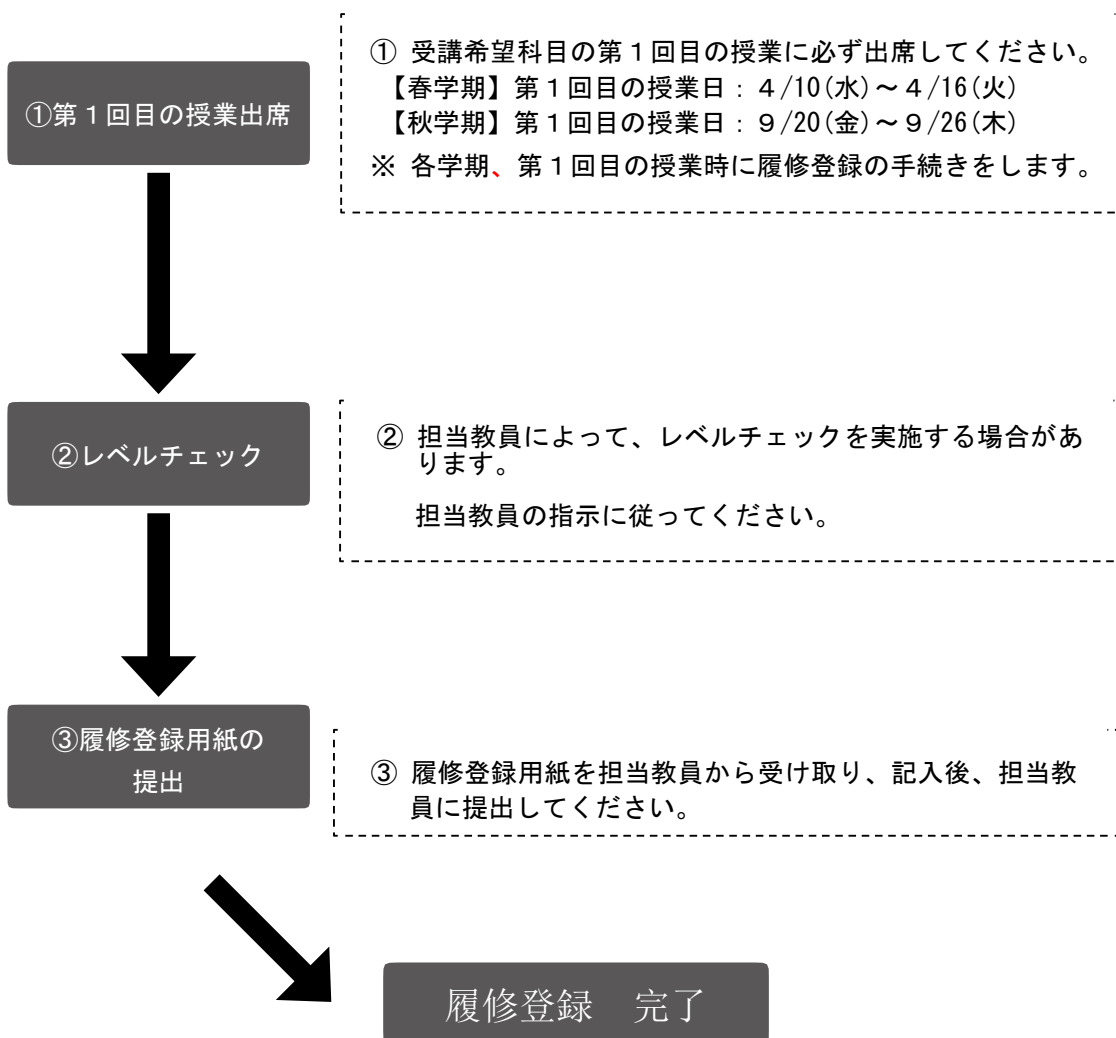 ①第１回目の授業出席
① 受講希望科目の第１回目の授業に必ず出席してください。
【春学期】第１回目の授業日：４/10(水)～４/16(火)
【秋学期】第１回目の授業日：９/20(金)～９/26(木)
※ 各学期、第１回目の授業時に履修登録の手続きをします。
②レベルチェック
② 担当教員によって、レベルチェックを実施する場合があ
ります。
担当教員の指示に従ってください。
③履修登録用紙の
提出
③ 履修登録用紙を担当教員から受け取り、記入後、担当教
員に提出してください。
履修登録　完了